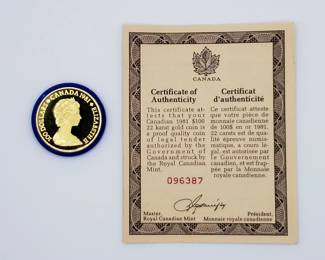 100 DOLLARS • CANADA 1981 • ELIZABETH II
CANADA
Certificate of
Authenticity
This certificate at-
tests that your
Canadian 1981 $100
22 karat gold coin is
a proof quality coin
of legal tender
authorized by the
Government of
Canada and struck by
the Royal Canadian
Mint.
Certificat
d'authenticité
Ce certificat atteste
que votre pièce de
monnaie canadienne
de 100$ en or 1981,
22 carats est de qua-
lité épreuve numis-
matique, a cours lé-
gal, est autorisée par
le Gouvernement
canadien, et est frap-
pée par la Monnaie
royale canadienne.
096387
Master,
Royal Canadian Mint
Président,
Monnaie royale canadienne